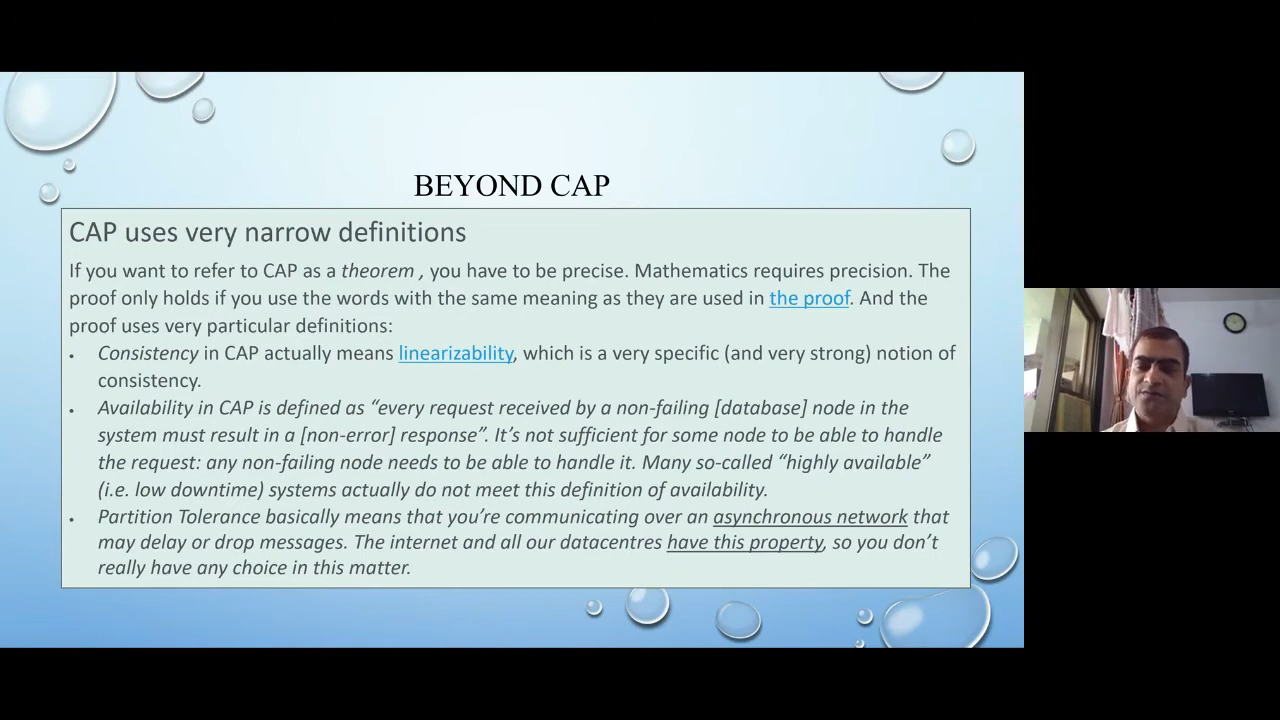 BEYOND CAP
CAP uses very narrow definitions
If you want to refer to CAP as a theorem , you have to be precise. Mathematics requires precision. The
proof only holds if you use the words with the same meaning as they are used in the proof. And the
proof uses very particular definitions:
• Consistency in CAP actually means linearizability, which is a very specific (and very strong) notion of
consistency.
• Availability in CAP is defined as “every request received by a non-failing [database] node in the
system must result in a [non-error] response”. It’s not sufficient for some node to be able to handle
the request: any non-failing node needs to be able to handle it. Many so-called “highly available”
(i.e. low downtime) systems actually do not meet this definition of availability.
• Partition Tolerance basically means that you’re communicating over an asynchronous network that
may delay or drop messages. The internet and all our datacentres have this property, so you don’t
really have any choice in this matter.